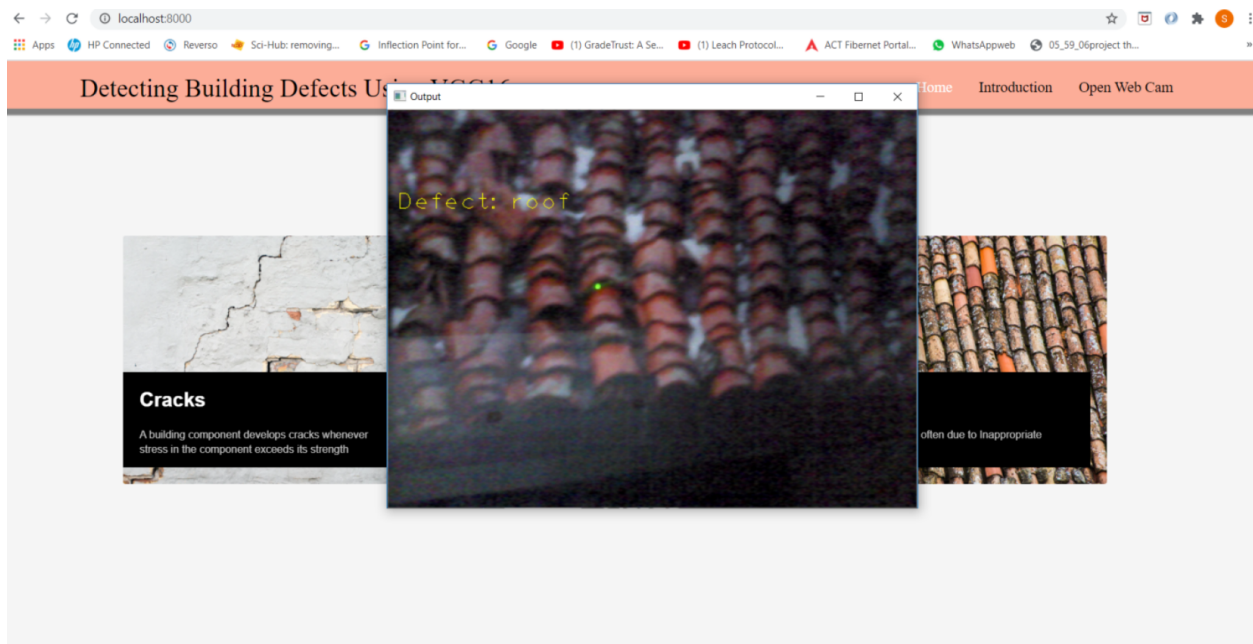 localhost:8000
Apps HP Connected Reverso Sci-Hub: removing... Inflection Point for... Google (1) GradeTrust: A Se... (1) Leach Protocol... ACT Fibernet Portal... WhatsAppweb 05_59_06project th... »
Detecting Building Defects Home Introduction Open Web Cam
Output
Defect: roof
Cracks
A building component develops cracks whenever
stress in the component exceeds its strength
often due to Inappropriate